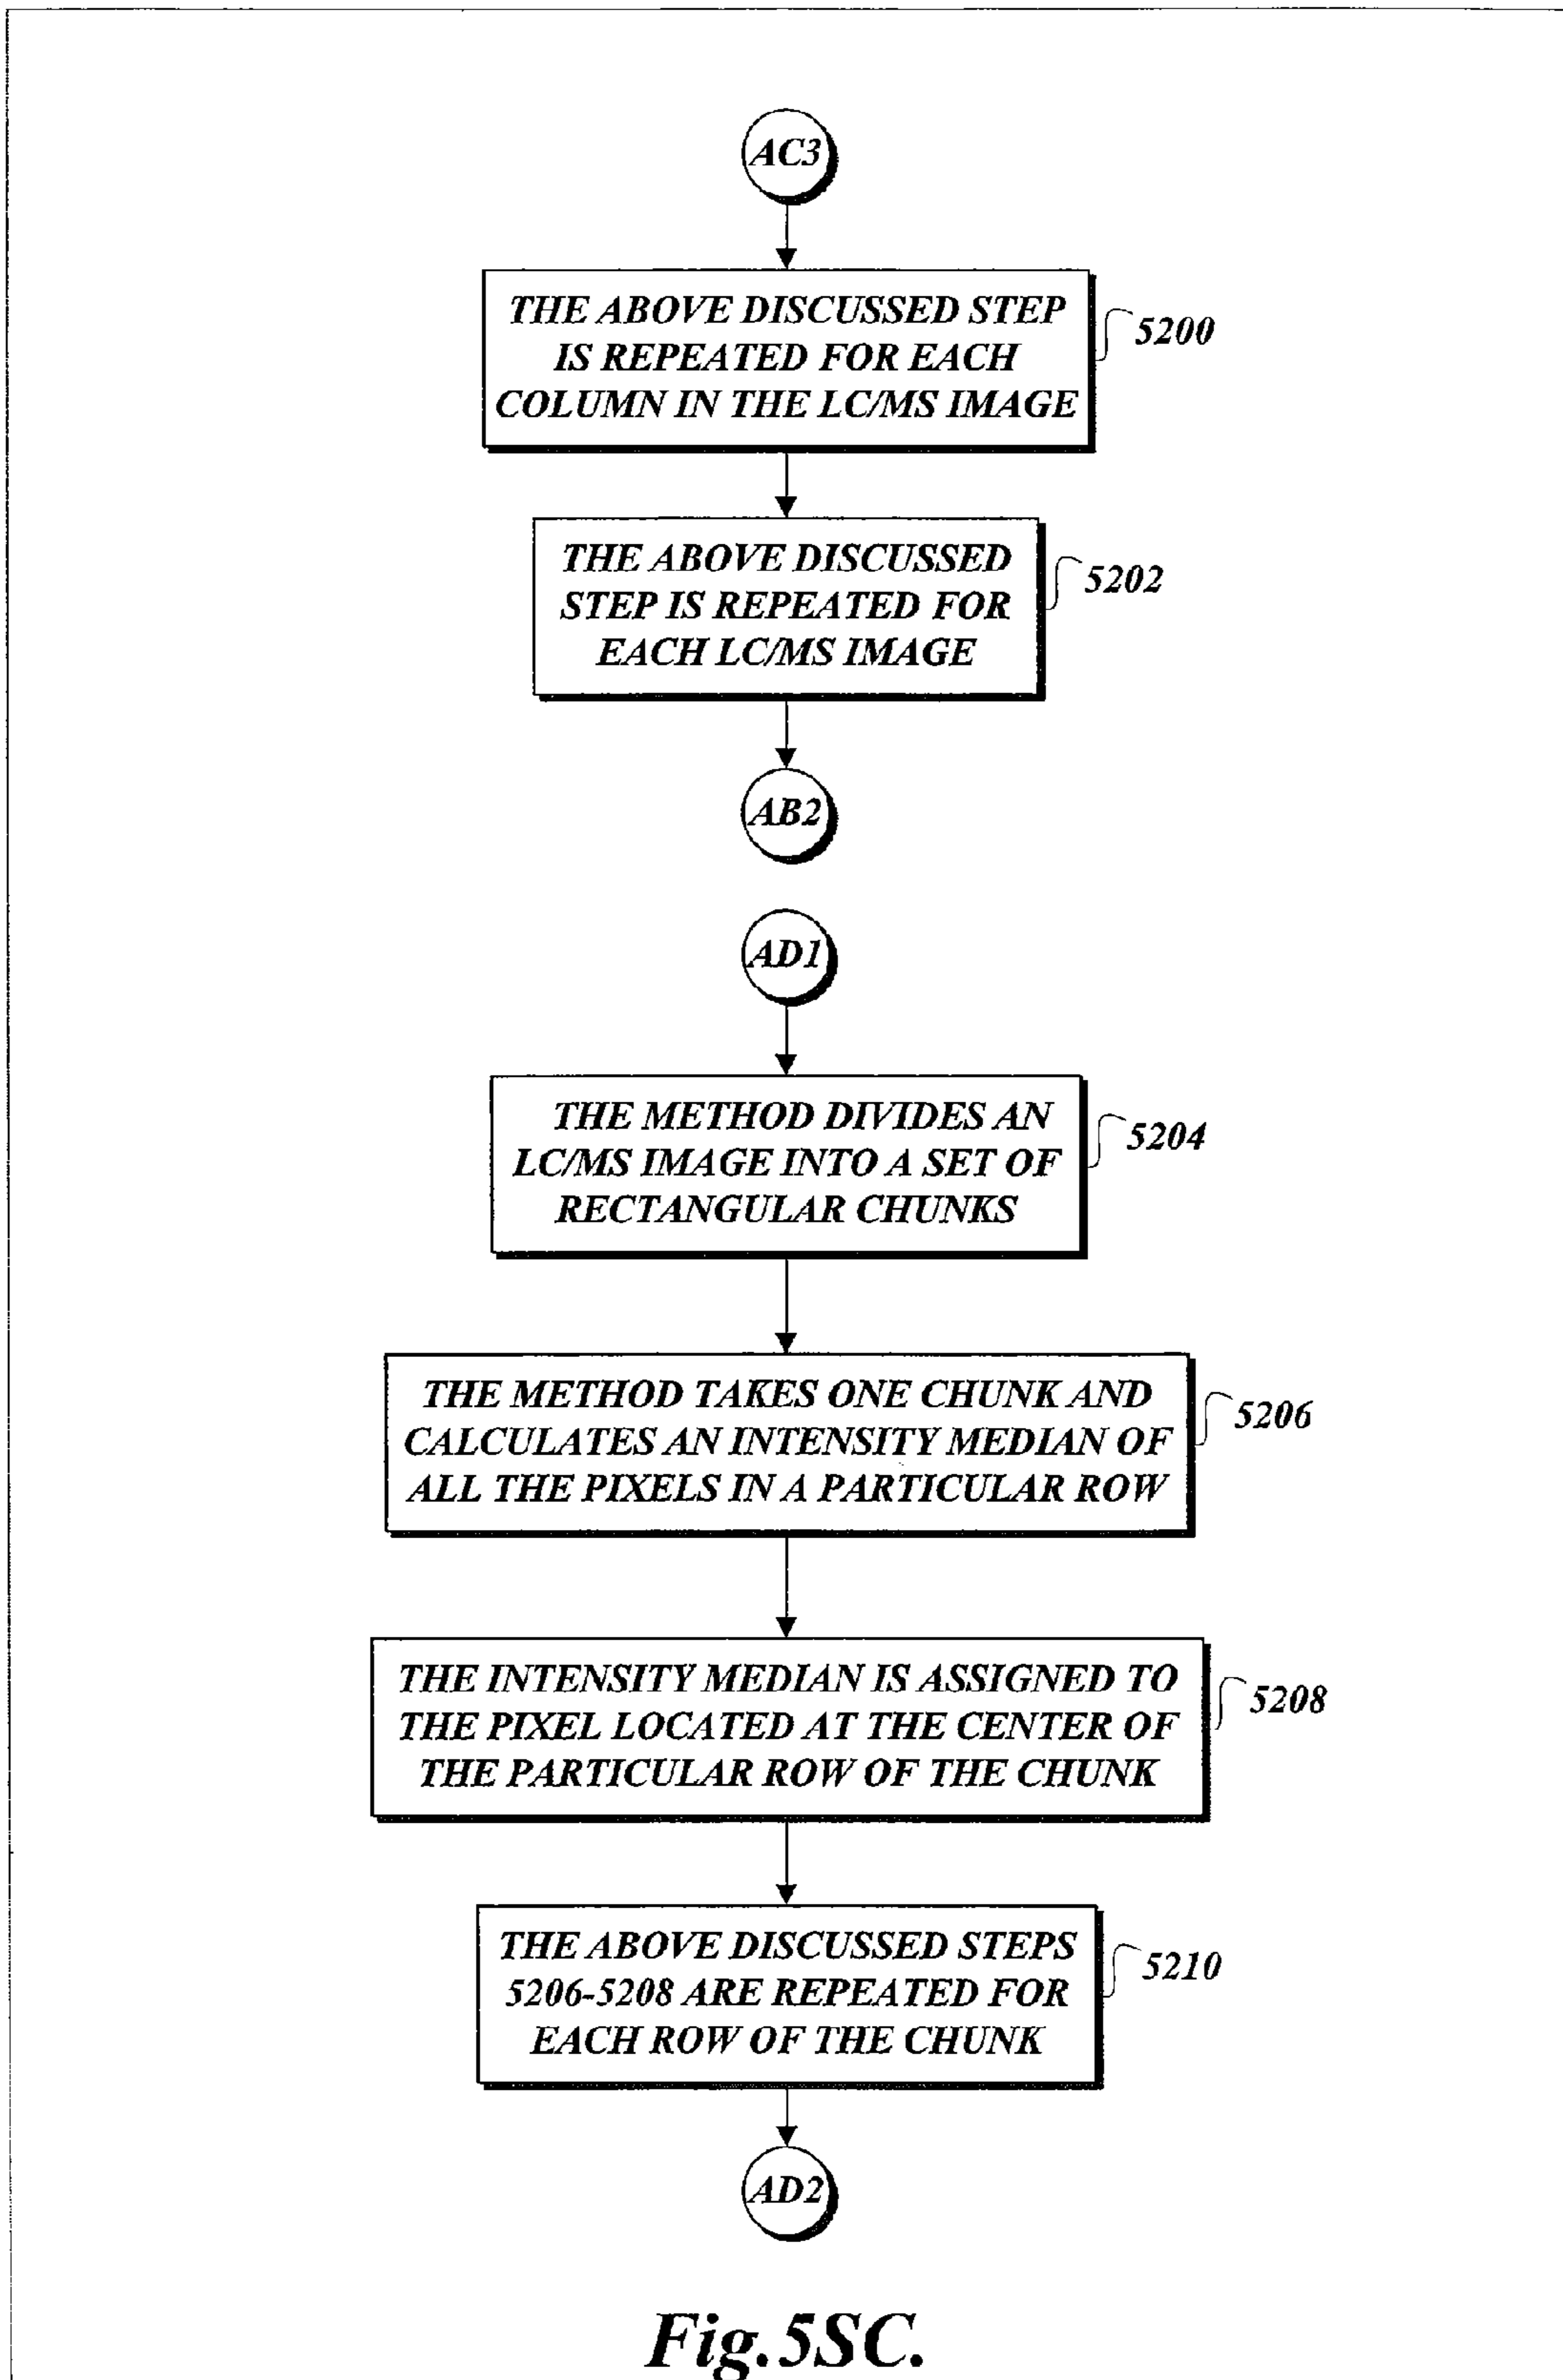 AC3
THE ABOVE DISCUSSED STEP
IS REPEATED FOR EACH
COLUMN IN THE LC/MS IMAGE
5200
THE ABOVE DISCUSSED
STEP IS REPEATED FOR
EACH LC/MS IMAGE
5202
AB2
AD1
THE METHOD DIVIDES AN
LC/MS IMAGE INTO A SET OF
RECTANGULAR CHUNKS
5204
THE METHOD TAKES ONE CHUNK AND
CALCULATES AN INTENSITY MEDIAN OF
ALL THE PIXELS IN A PARTICULAR ROW
5206
THE INTENSITY MEDIAN IS ASSIGNED TO
THE PIXEL LOCATED AT THE CENTER OF
THE PARTICULAR ROW OF THE CHUNK
5208
THE ABOVE DISCUSSED STEPS
5206-5208 ARE REPEATED FOR
EACH ROW OF THE CHUNK
5210
AD2
Fig.5SC.